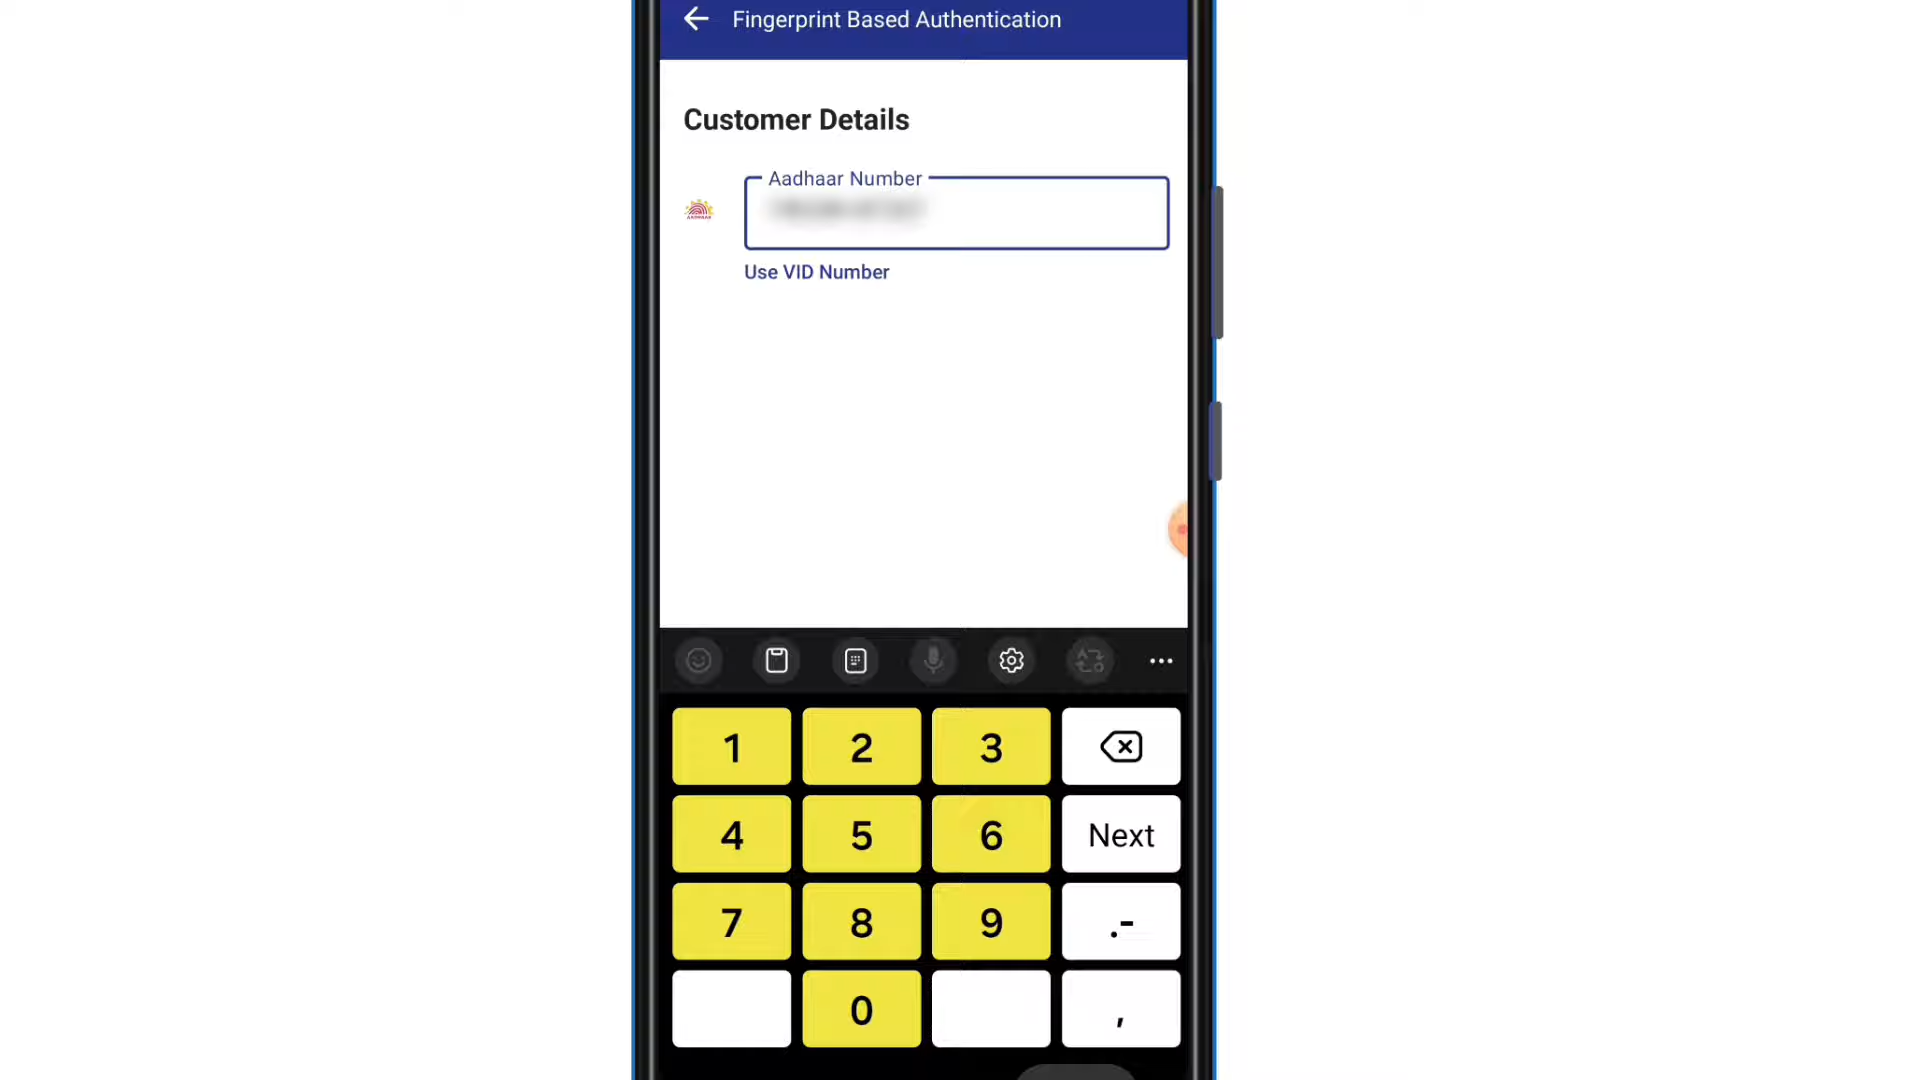 Fingerprint Based Authentication
Customer Details
Aadhaar Number
AADHAAR
Use VID Number
1 2 3
4 5 6 Next
7 8 9 .-
0 ,